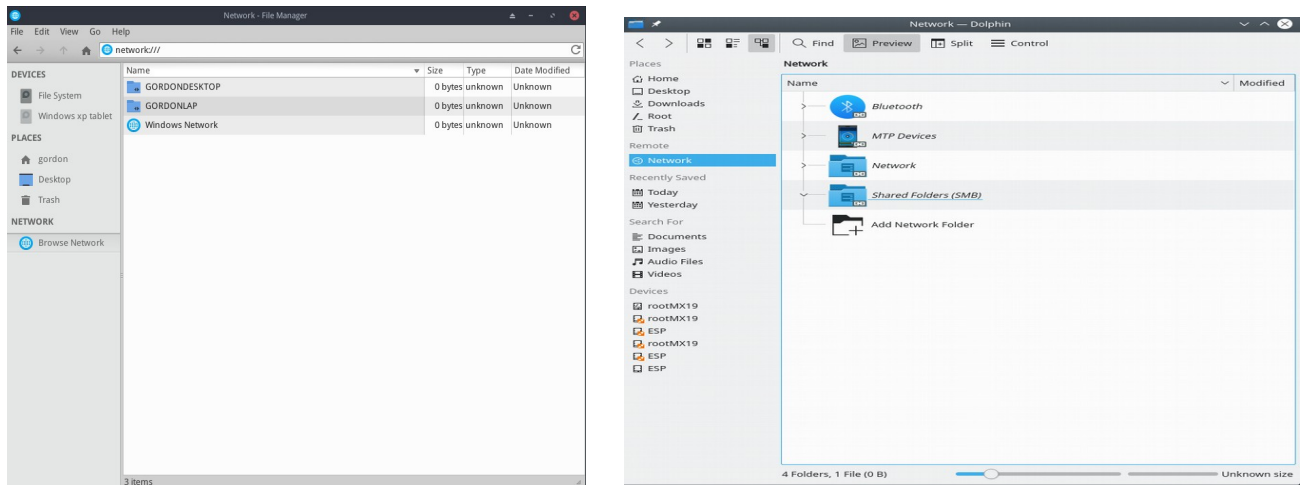 Network - File Manager
File Edit View Go Help
network:///
DEVICES
File System
Windows xp tablet
PLACES
gordon
Desktop
Trash
NETWORK
Browse Network
Name Size Type Date Modified
GORDONDESKTOP 0 bytes unknown Unknown
GORDONLAP 0 bytes unknown Unknown
Windows Network 0 bytes unknown Unknown
3 items
Network — Dolphin
Find Preview Split Control
Places
Home
Desktop
Downloads
Root
Trash
Remote
Network
Recently Saved
Today
Yesterday
Search For
Documents
Images
Audio Files
Videos
Devices
rootMX19
rootMX19
ESP
rootMX19
ESP
ESP
Network
Name Modified
Bluetooth
MTP Devices
Network
Shared Folders (SMB)
Add Network Folder
4 Folders, 1 File (0 B) Unknown size